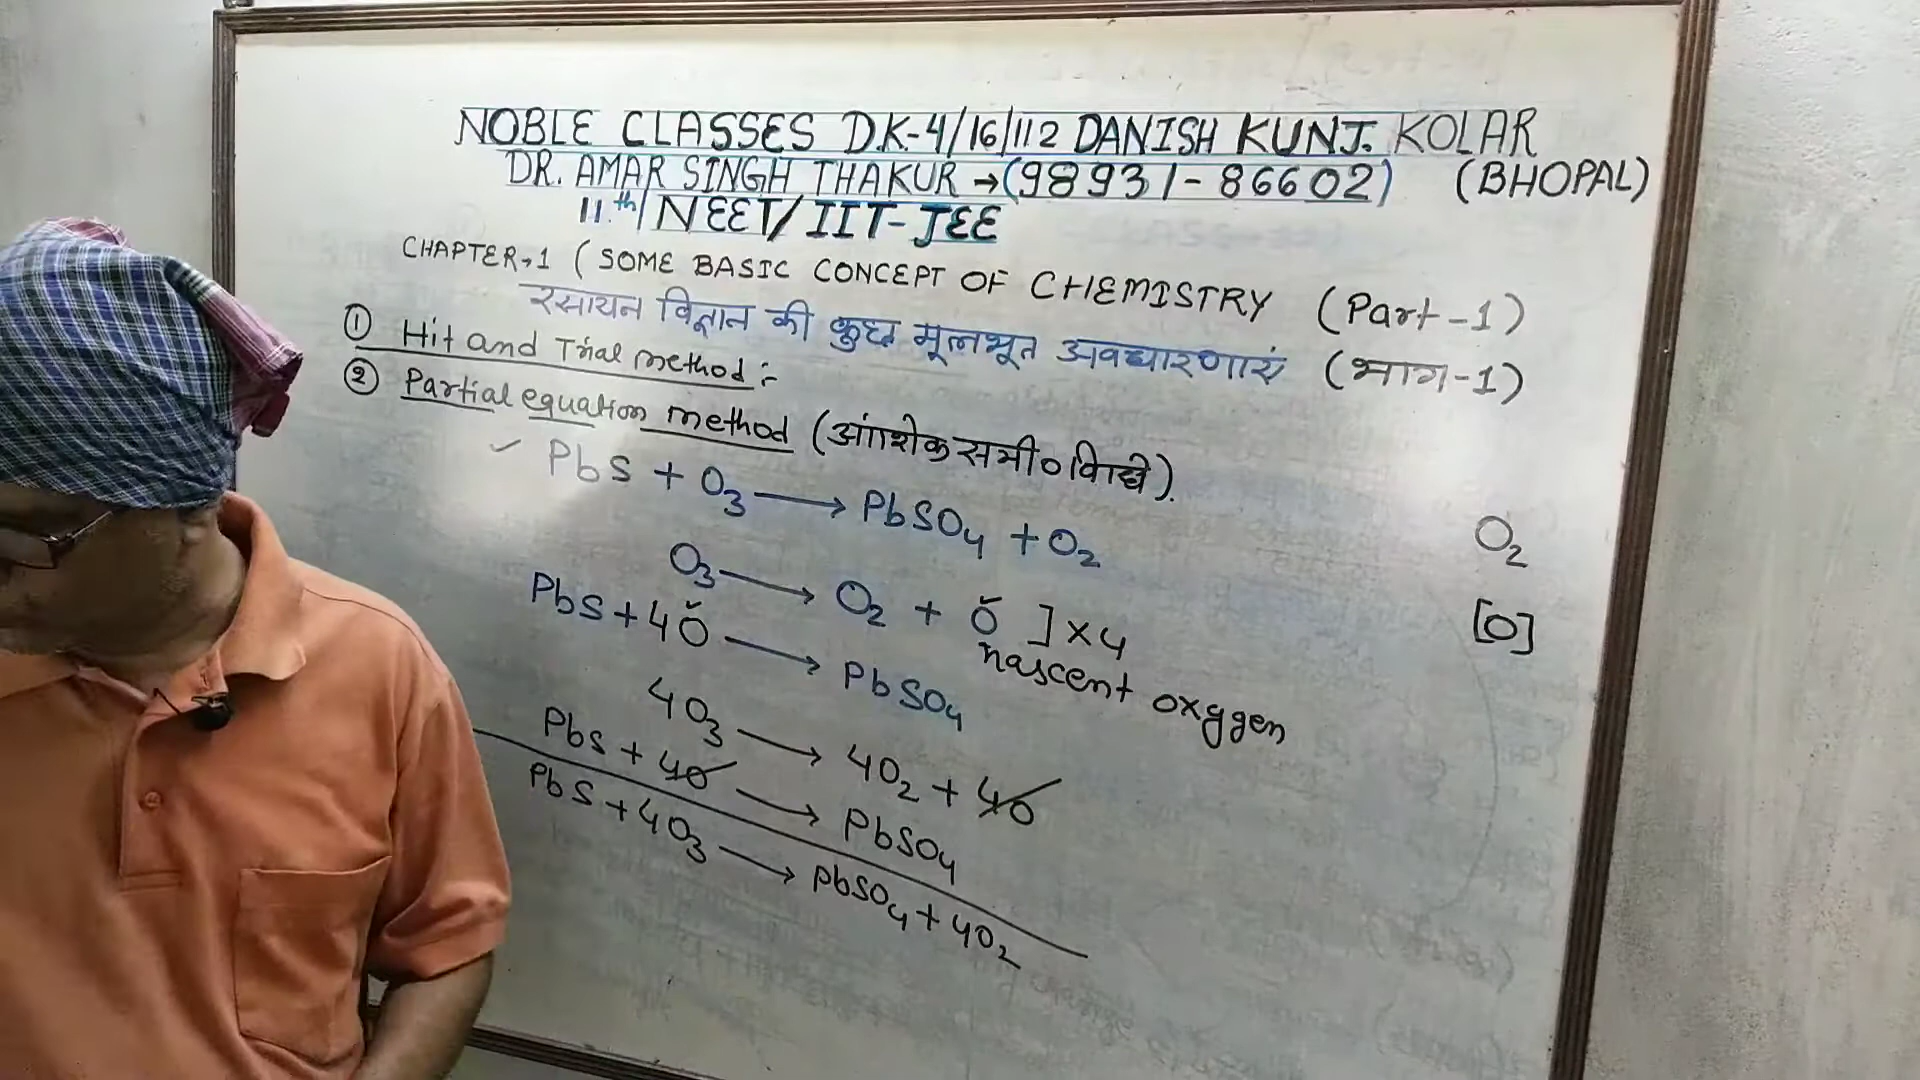 NOBLE CLASSES D.K-4/16/112 DANISH KUNJ. KOLAR
DR. AMAR SINGH THAKUR →(98931-86602) (BHOPAL)
11th/NEET/IIT-JEE
CHAPTER→1 (SOME BASIC CONCEPT OF CHEMISTRY (Part-1)
रसायन विज्ञान की कुछ मूलभूत अवधारणाएं (भाग-1)
① Hit and Trial method:-
② Partial equation method (आंशिक समी० विधि).
✓ PbS + O₃ ⟶ PbSO₄ + O₂
O₂
O₃ ⟶ O₂ + Ŏ ] ×4
[O]
nascent oxygen
PbS + 4Ŏ ⟶ PbSO₄
4O₃ ⟶ 4O₂ + 4O
PbS + 4O ⟶ PbSO₄
PbS + 4O₃ ⟶ PbSO₄ + 4O₂